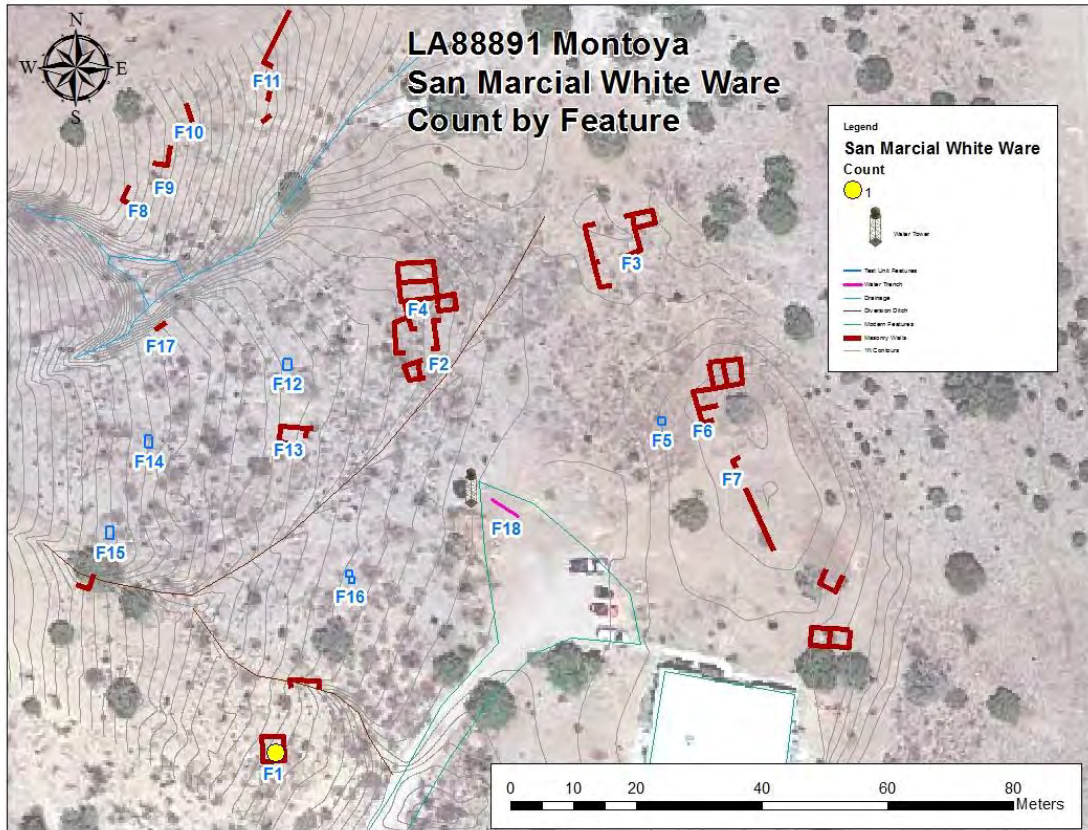 LA88891 Montoya
San Marcial White Ware
Count by Feature
N
W E
S
F11
F10
F9
F8
F17
F12
F13
F14
F15
F16
F4
F2
F3
F5
F6
F7
F18
F1
Legend
San Marcial White Ware
Count
1
Water Tower
Test Unit Features
Water Trench
Drainage
Diversion Ditch
Modern Features
Masonry Walls
1ft Contours
0 10 20 40 60 80
Meters